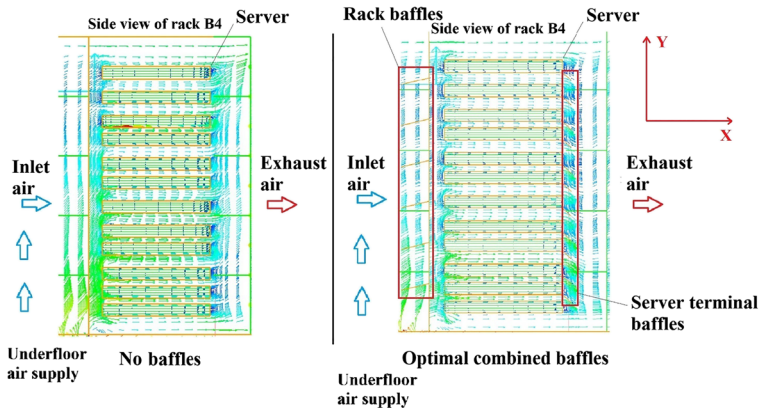 Side view of rack B4
Server
Inlet
air
Exhaust
air
Underfloor
air supply
No baffles
Rack baffles
Side view of rack B4
Server
Y
X
Inlet
air
Exhaust
air
Server terminal
baffles
Optimal combined baffles
Underfloor
air supply